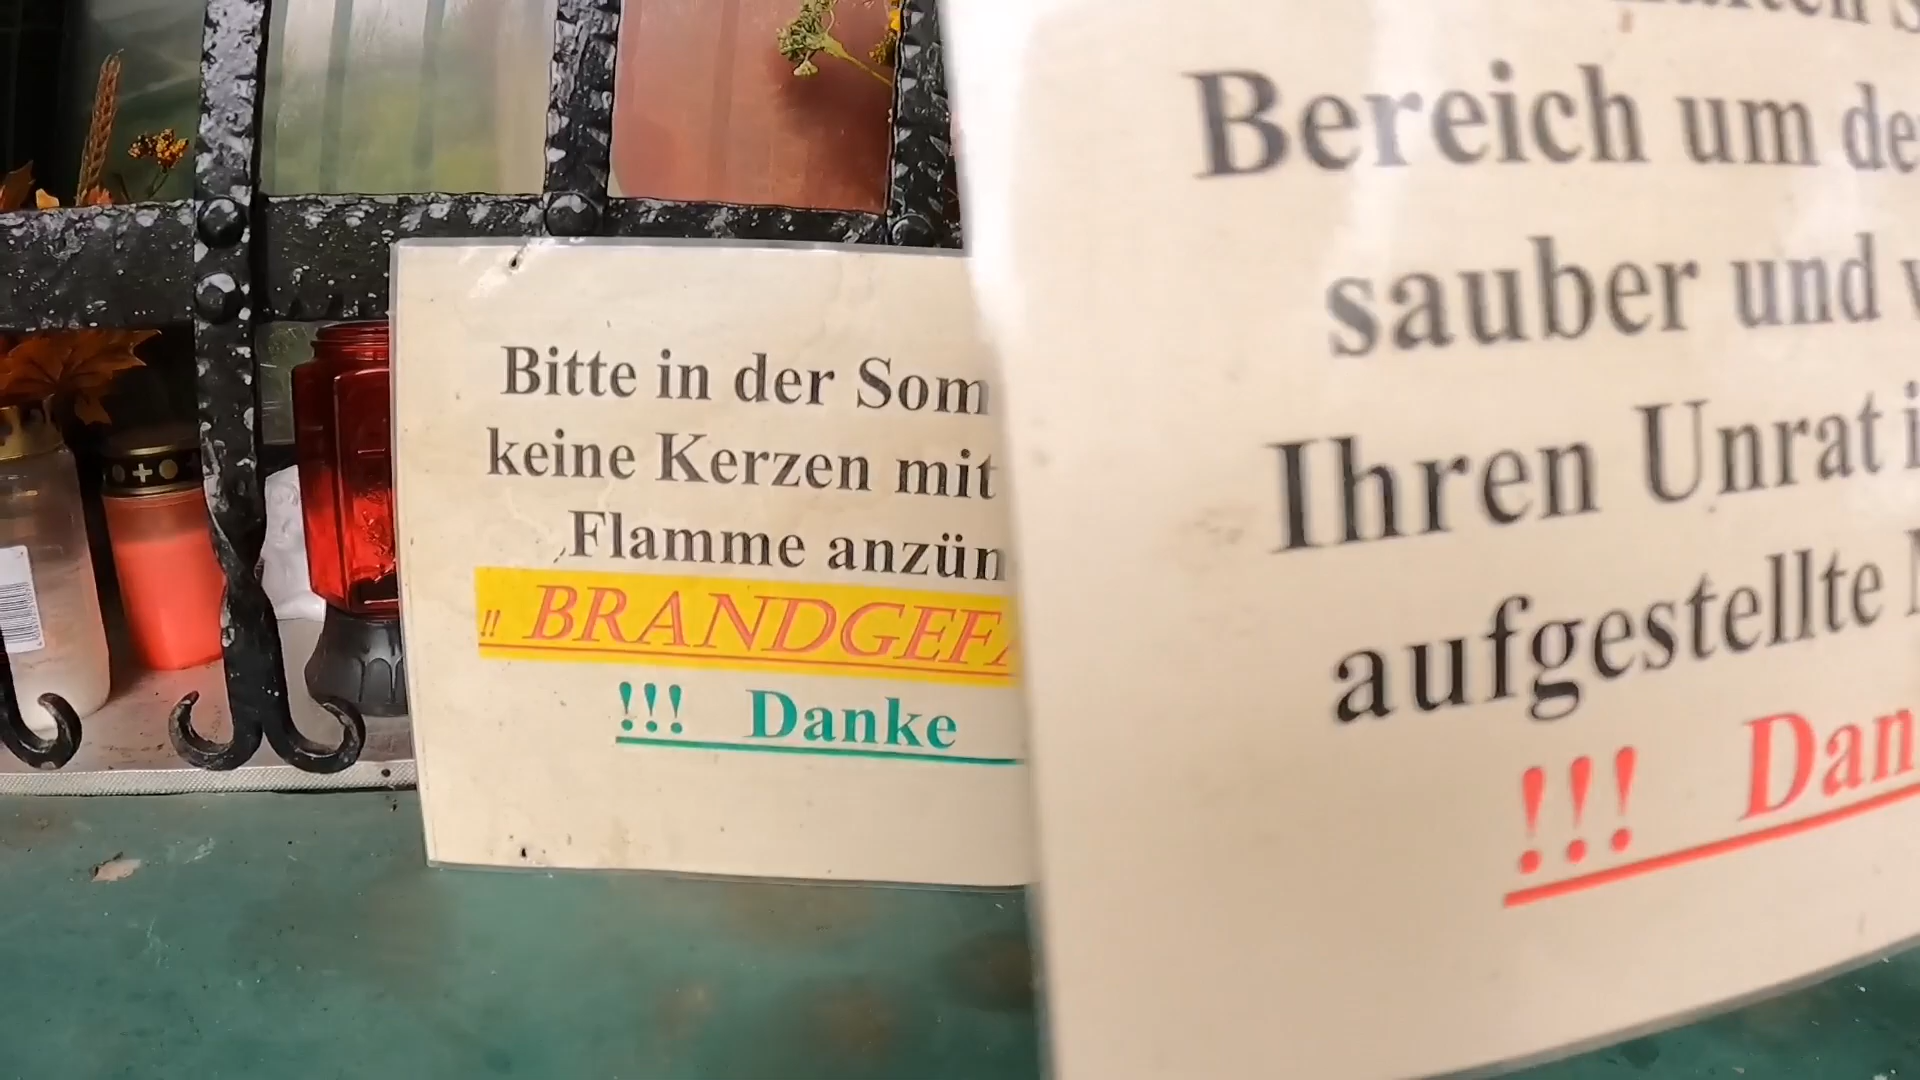 Bitte in der Som
keine Kerzen mit
Flamme anzün
!! BRANDGEFA
!!! Danke
Bereich um de
sauber und
Ihren Unrat i
aufgestellte
!!! Dan